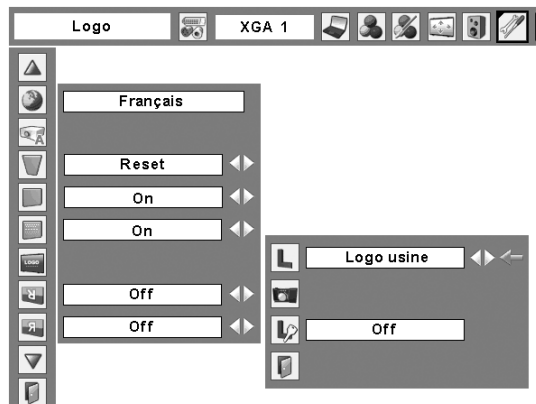 Logo
XGA 1
Français
Reset
On
On
LOGO
Logo usine
Off
Off
Off